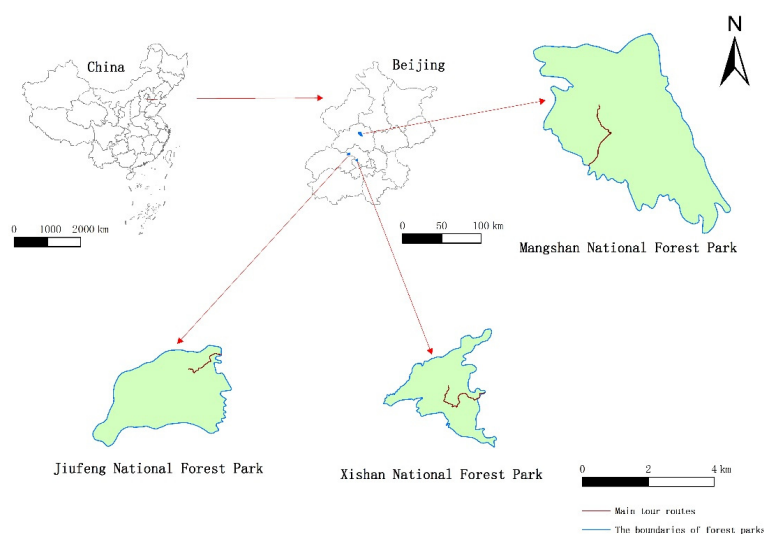 N
China
Beijing
0 1000 2000 km
0 50 100 km
Mangshan National Forest Park
Jiufeng National Forest Park
Xishan National Forest Park
0 2 4 km
Main tour routes
The boundaries of forest parks